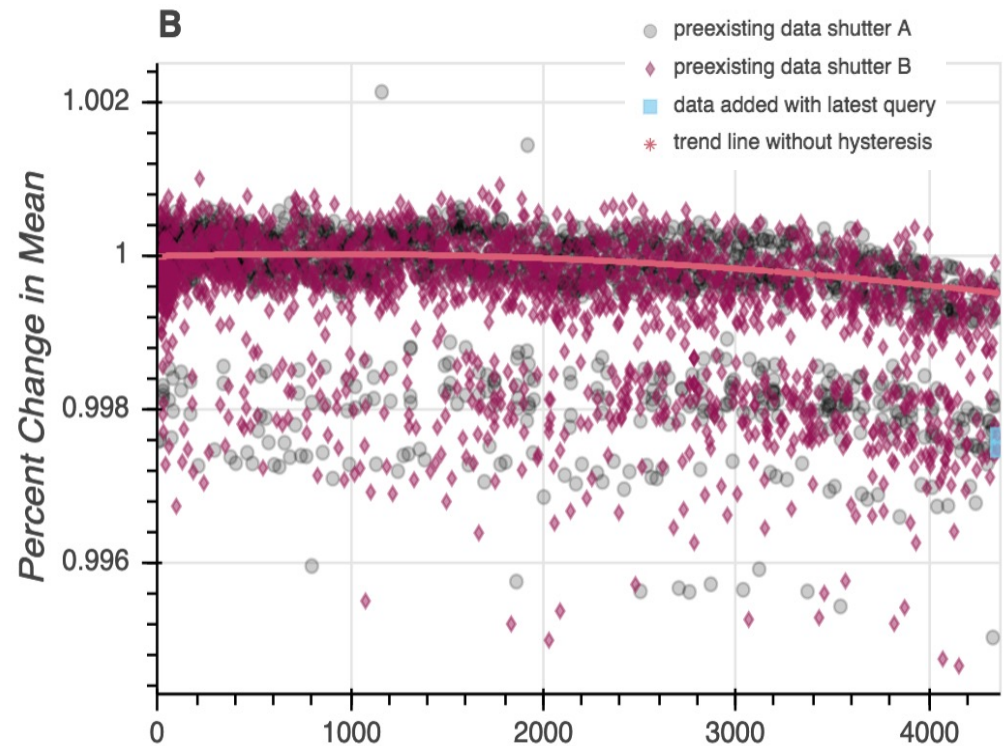 B
preexisting data shutter A
preexisting data shutter B
data added with latest query
trend line without hysteresis
Percent Change in Mean
1.002
1
0.998
0.996
0 1000 2000 3000 4000